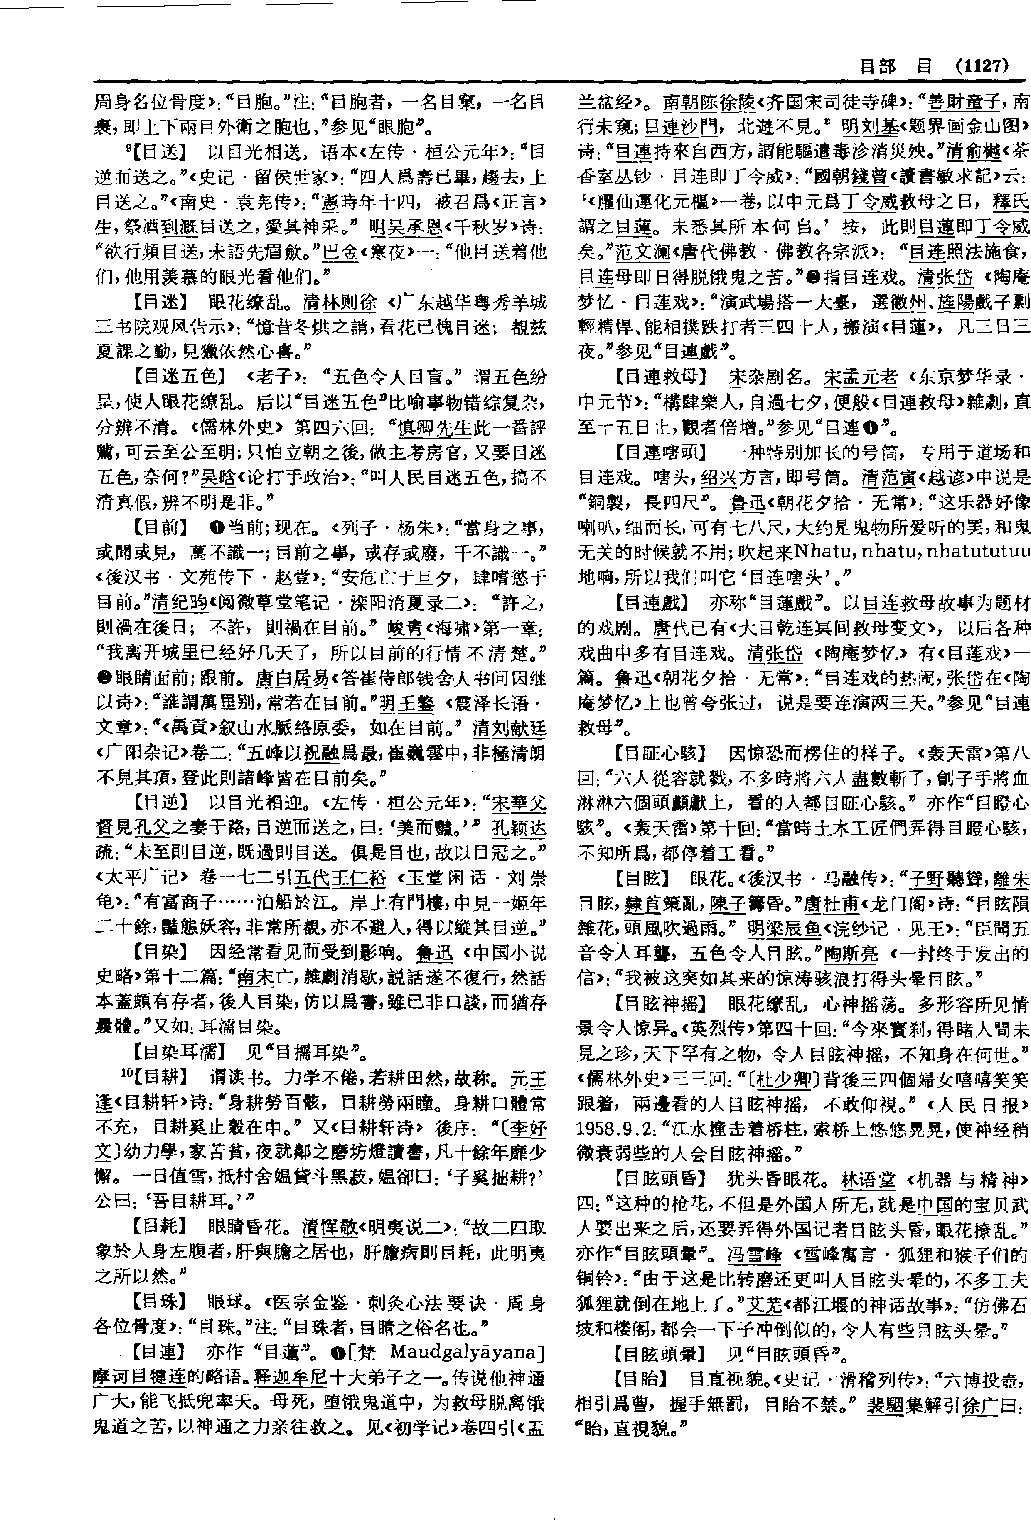 目部　目　(1127)
周身名位骨度》：“目胞。”注：“目胞者，一名目窠，一名目
裹，即上下兩目外衛之胞也。”参见“眼胞”。
⁹【目送】　以目光相送。语本《左传·桓公元年》：“目
逆而送之。”《史记·留侯世家》：“四人爲壽已畢，趨去，上
目送之。”《南史·袁宪传》：“憲時年十四，被召爲《正言》
生，祭酒到溉目送之，愛其神采。”明吴承恩《千秋岁》诗：
“欲行頻目送，未語先眉斂。”巴金《寒夜》一：“他目送着他
们，他用羡慕的眼光看他们。”
【目迷】　眼花缭乱。清林则徐《广东越华粤秀羊城
三书院观风告示》：“憶昔冬烘之誚，看花已愧目迷；覩兹
夏課之勤，見獵依然心喜。”
【目迷五色】　《老子》：“五色令人目盲。”谓五色纷
呈，使人眼花缭乱。后以“目迷五色”比喻事物错综复杂，
分辨不清。《儒林外史》第四六回：“慎卿先生此一番評
騭，可云至公至明；只怕立朝之後，做主考房官，又要目迷
五色，奈何？”吴晗《论打手政治》：“叫人民目迷五色，搞不
清真假，辨不明是非。”
【目前】　❶当前；现在。《列子·杨朱》：“當身之事，
或聞或見，萬不識一；目前之事，或存或廢，千不識一。”
《後汉书·文苑传下·赵壹》：“安危亡于旦夕，肆嗜慾于
目前。”清纪昀《阅微草堂笔记·滦阳消夏录二》：“許之，
則禍在後日；不許，則禍在目前。”峻青《海啸》第一章：
“我离开城里已经好几天了，所以目前的行情不清楚。”
❷眼睛面前；跟前。唐白居易《答崔侍郎钱舍人书问因继
以诗》：“誰謂萬里别，常若在目前。”明王鏊《震泽长语·
文章》：“《禹貢》叙山水脈絡原委，如在目前。”清刘献廷
《广阳杂记》卷二：“五峰以祝融爲最；崔巍雲中，非極清朗
不見其頂，登此則諸峰皆在目前矣。”
【目逆】　以目光相迎。《左传·桓公元年》：“宋華父
督見孔父之妻于路，目逆而送之，曰：‘美而豔。’”孔颖达
疏：“未至則目逆，既過則目送。俱是目也，故以目冠之。”
《太平广记》卷一七二引五代王仁裕《玉堂闲话·刘崇
龟》：“有富商子……泊船於江。岸上有門樓，中見一姬年
二十餘，豔態妖容，非常所覩，亦不避人，得以縱其目逆。”
【目染】　因经常看见而受到影响。鲁迅《中国小说
史略》第十二篇：“南宋亡，雜劇消歇，説話遂不復行，然話
本蓋頗有存者，後人目染，仿以爲書，雖已非口談，而猶存
曩體。”又如：耳濡目染。
【目染耳濡】　见“目擩耳染”。
¹⁰【目耕】　谓读书。力学不倦，若耕田然，故称。元王
逢《目耕轩》诗：“身耕勞百骸，目耕勞兩瞳。身耕口體常
不充，目耕奚止穀在中。”又《目耕轩诗》後序：“〔李妤
文〕幼力學，家苦貧，夜就鄰之磨坊燈讀書，凡十餘年靡少
懈。一日值雪，抵村舍媪貸斗黑菽，媪卻曰：‘子奚拙耕？’
公曰：‘吾目耕耳。’”
【目耗】　眼睛昏花。清恽敬《明夷说二》：“故二四取
象於人身左腹者，肝與膽之居也，肝膽病則目耗，此明夷
之所以然。”
【目珠】　眼球。《医宗金鉴·刺灸心法要诀·周身
各位骨度》：“目珠。”注：“目珠者，目睛之俗名也。”
【目連】　亦作“目蓮”。❶[梵 Maudgalyāyana]
摩诃目犍连的略语。释迦牟尼十大弟子之一。传说他神通
广大，能飞抵兜率天。母死，堕饿鬼道中，为救母脱离饿
鬼道之苦，以神通之力亲往救之。见《初学记》卷四引《盂
兰盆经》。南朝陈徐陵《齐国宋司徒寺碑》：“善財童子，南
行未窺；目連沙門，北遊不見。”明刘基《题界画金山图》
诗：“目連持來自西方，謂能驅遣毒沴消災殃。”清俞樾《茶
香室丛钞·目连即丁令威》：“國朝錢曾《讀書敏求記》云：
‘《臞仙運化元樞》一卷，以中元爲丁令威救母之日，釋氏
謂之目蓮。未悉其所本何自。’按，此則目連即丁令威
矣。”范文澜《唐代佛教·佛教各宗派》：“目连照法施食，
目连母即日得脱饿鬼之苦。”❷指目连戏。清张岱《陶庵
梦忆·目莲戏》：“演武場搭一大臺，選徽州、旌陽戲子剽
輕精悍、能相撲跌打者三四十人，搬演《目蓮》，凡三日三
夜。”参见“目連戲”。
【目連救母】　宋杂剧名。宋孟元老《东京梦华录·
中元节》：“構肆樂人，自過七夕，便般《目連救母》雜劇，直
至十五日止，觀者倍增。”参见“目連❶”。
【目連嗐頭】　一种特别加长的号筒，专用于道场和
目连戏。嗐头，绍兴方言，即号筒。清范寅《越谚》中说是
“銅製，長四尺”。鲁迅《朝花夕拾·无常》：“这乐器好像
喇叭，细而长，可有七八尺，大约是鬼物所爱听的罢，和鬼
无关的时候就不用；吹起来Nhatu，nhatu，nhatututuu
地响，所以我们叫它‘目连嗐头’。”
【目連戲】　亦称“目蓮戲”。以目连救母故事为题材
的戏剧。唐代已有《大目乾连冥间救母变文》，以后各种
戏曲中多有目连戏。清张岱《陶庵梦忆》有《目莲戏》一
篇。鲁迅《朝花夕拾·无常》：“目连戏的热闹，张岱在《陶
庵梦忆》上也曾夸张过，说是要连演两三天。”参见“目連
救母”。
【目瞪心駭】　因惊恐而楞住的样子。《轰天雷》第八
回：“六人從容就戮，不多時將六人盡數斬了，劊子手將血
淋淋六個頭顱獻上，看的人都目瞪心駭。”亦作“目瞪心
駭”。《轰天雷》第十回：“當時土木工匠們弄得目瞪心駭，
不知所爲，都停着工看。”
【目眩】　眼花。《後汉书·马融传》：“子野聽聳，離朱
目眩，隸首策亂，陳子籌昏。”唐杜甫《龙门阁》诗：“目眩隕
雜花，頭風吹過雨。”明梁辰鱼《浣纱记·见王》：“臣聞五
音令人耳聾，五色令人目眩。”陶斯亮《一封终于发出的
信》：“我被这突如其来的惊涛骇浪打得头晕目眩。”
【目眩神摇】　眼花缭乱，心神摇荡。多形容所见情
景令人惊异。《英烈传》第四十回：“今來寳刹，得睹人間未
見之珍，天下罕有之物，令人目眩神摇，不知身在何世。”
《儒林外史》三三回：“〔杜少卿〕背後三四個婦女嘻嘻笑笑
跟着，兩邊看的人目眩神摇，不敢仰視。”《人民日报》
1958.9.2：“江水撞击着桥柱，索桥上悠悠晃晃，使神经稍
微衰弱些的人会目眩神摇。”
【目眩頭昏】　犹头昏眼花。林语堂《机器与精神》
四：“这种的枪花，不但是外国人所无，就是中国的宝贝武
人耍出来之后，还要弄得外国记者目眩头昏，眼花撩乱。”
亦作“目眩頭暈”。冯雪峰《雪峰寓言·狐狸和猴子们的
铜铃》：“由于这是比转磨还更叫人目眩头晕的，不多工夫
狐狸就倒在地上了。”艾芜《都江堰的神话故事》：“仿佛石
坡和楼阁，都会一下子冲倒似的，令人有些目眩头晕。”
【目眩頭暈】　见“目眩頭昏”。
【目眙】　目直视貌。《史记·滑稽列传》：“六博投壺，
相引爲曹，握手無罰，目眙不禁。”裴駰集解引徐广曰：
“眙，直視貌。”